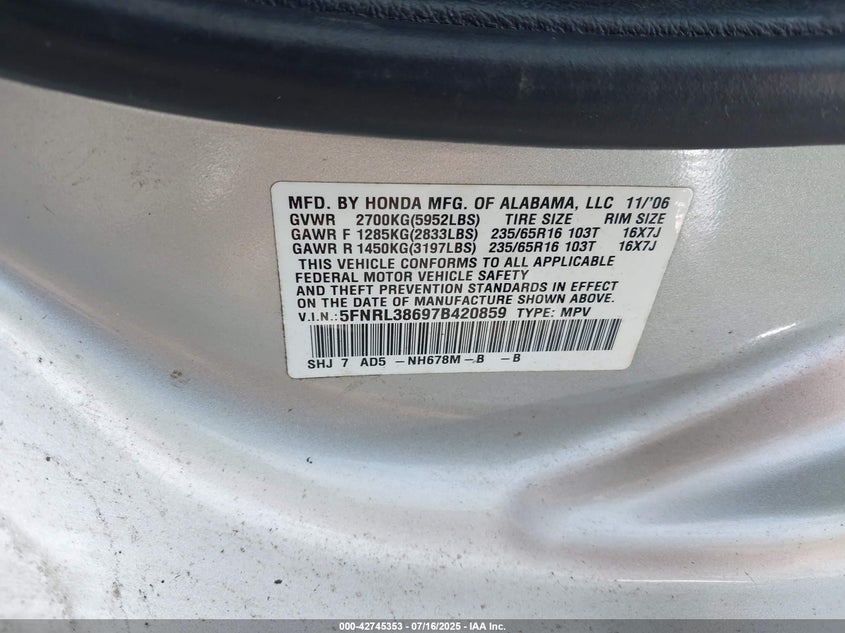 MFD. BY HONDA MFG. OF ALABAMA, LLC 11/'06
GVWR 2700KG(5952LBS) TIRE SIZE RIM SIZE
GAWR F 1285KG(2833LBS) 235/65R16 103T 16X7J
GAWR R 1450KG(3197LBS) 235/65R16 103T 16X7J
THIS VEHICLE CONFORMS TO ALL APPLICABLE
FEDERAL MOTOR VEHICLE SAFETY
AND THEFT PREVENTION STANDARDS IN EFFECT
ON THE DATE OF MANUFACTURE SHOWN ABOVE.
V.I.N.: 5FNRL38697B420859 TYPE: MPV
SHJ 7 AD5 -NH678M-B -B
000-42745353 - 07/16/2025 - IAA Inc.